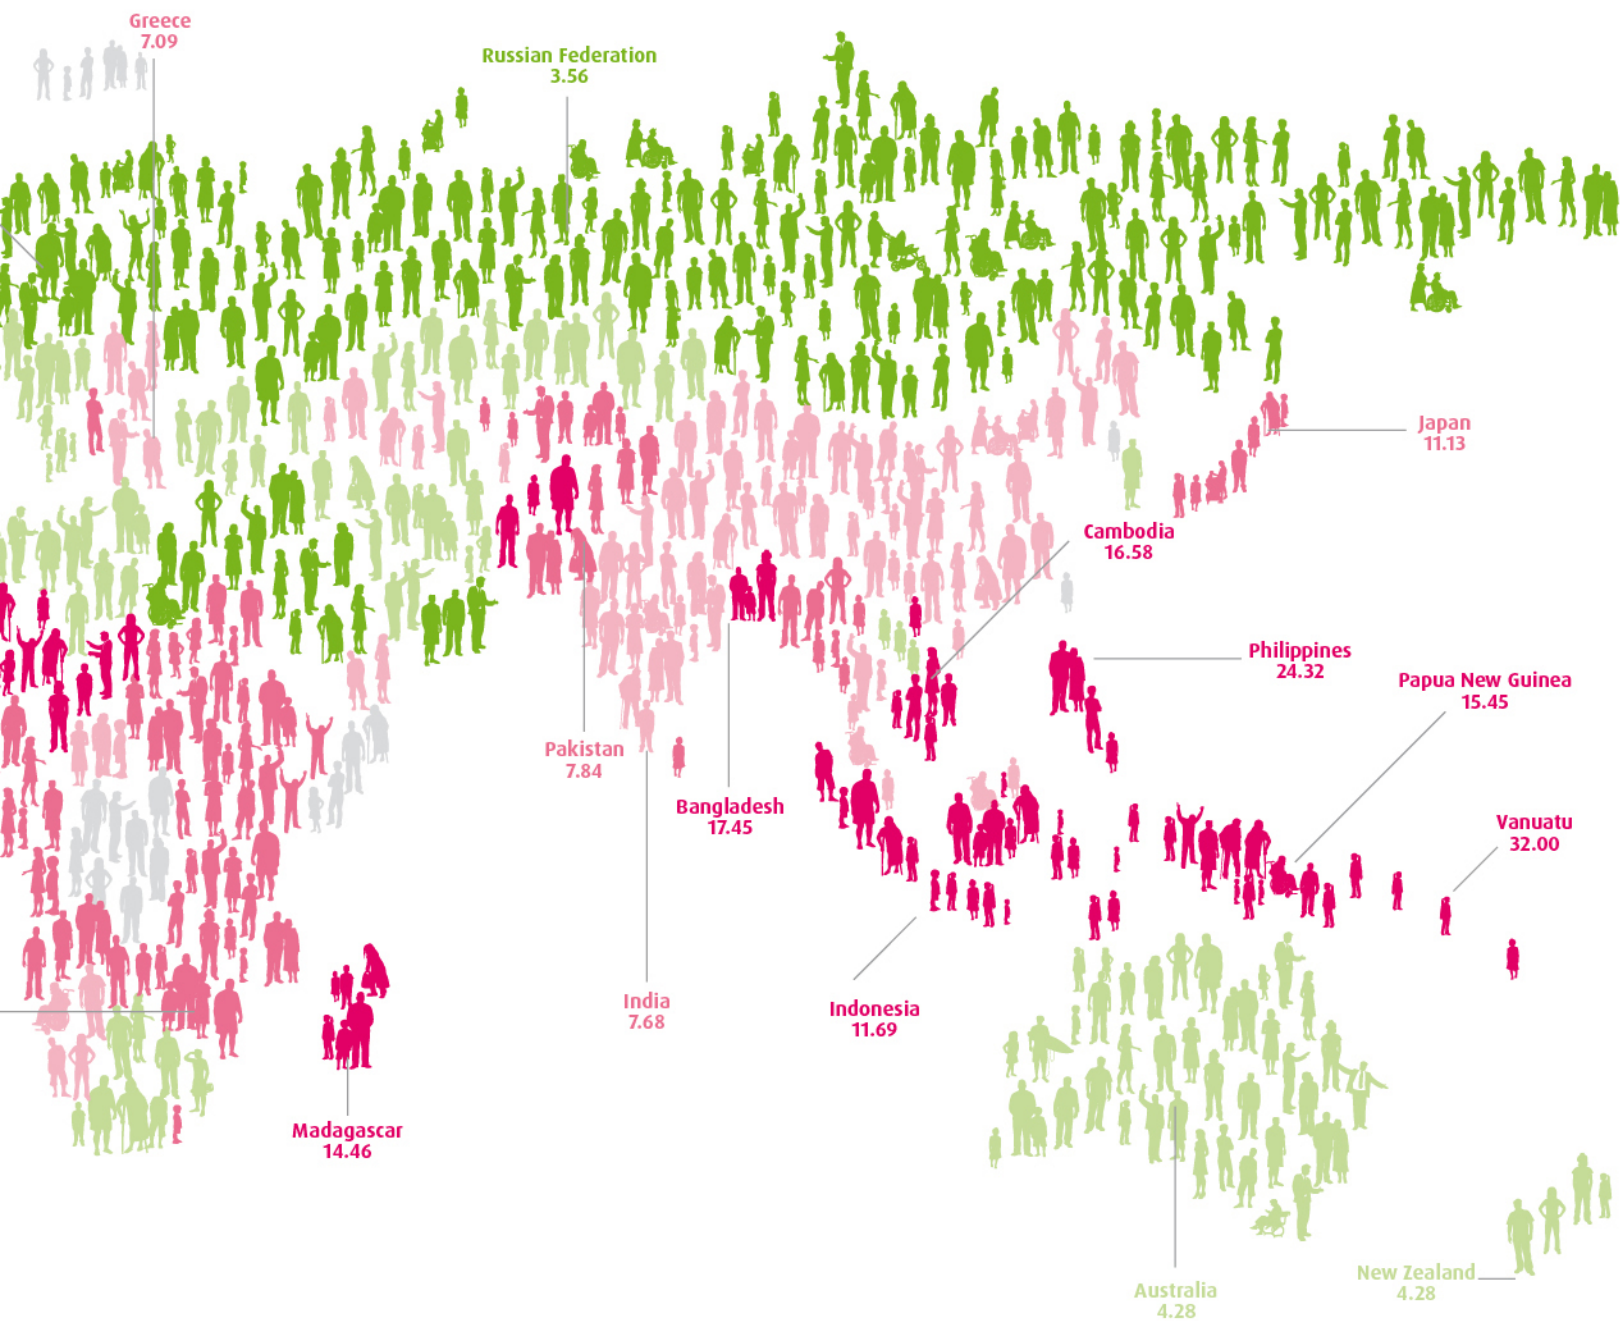 Greece
7.09
Russian Federation
3.56
Japan
11.13
Cambodia
16.58
Philippines
24.32
Papua New Guinea
15.45
Pakistan
7.84
Bangladesh
17.45
Vanuatu
32.00
India
7.68
Indonesia
11.69
Madagascar
14.46
Australia
4.28
New Zealand
4.28